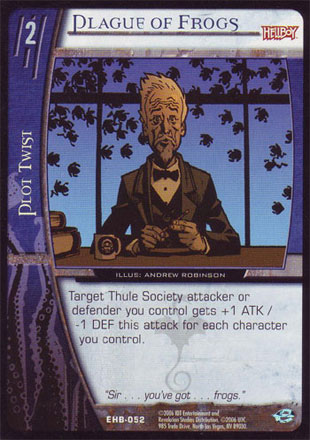 PLAGUE OF FROGS
HELLBOY
2
PLOT TWIST
ILLUS: ANDREW ROBINSON
Target Thule Society attacker or
defender you control gets +1 ATK /
-1 DEF this attack for each character
you control.
"Sir . . . you've got . . . frogs."
EHB-052